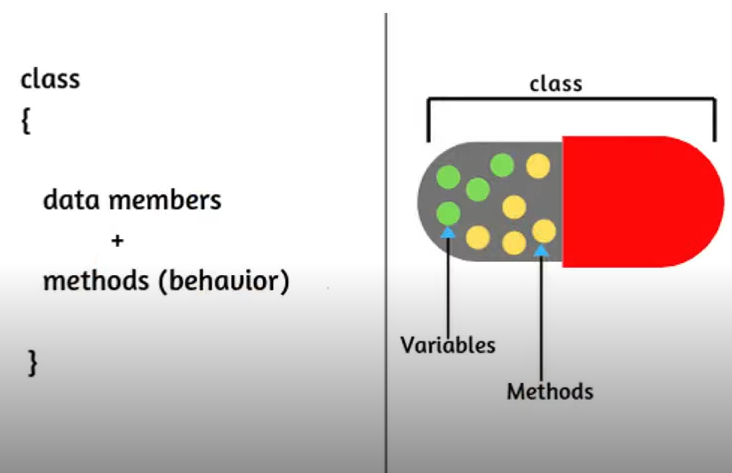 class
{
data members
+
methods (behavior)
}
class
Variables
Methods